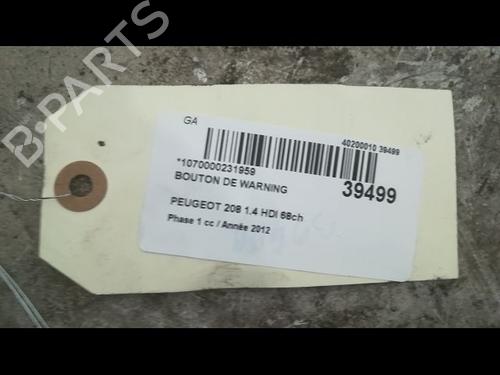 B-PARTS
GA
40200010 39499
*1070000231959
BOUTON DE WARNING
39499
PEUGEOT 208 1.4 HDI 68ch
Phase 1 cc / Année 2012